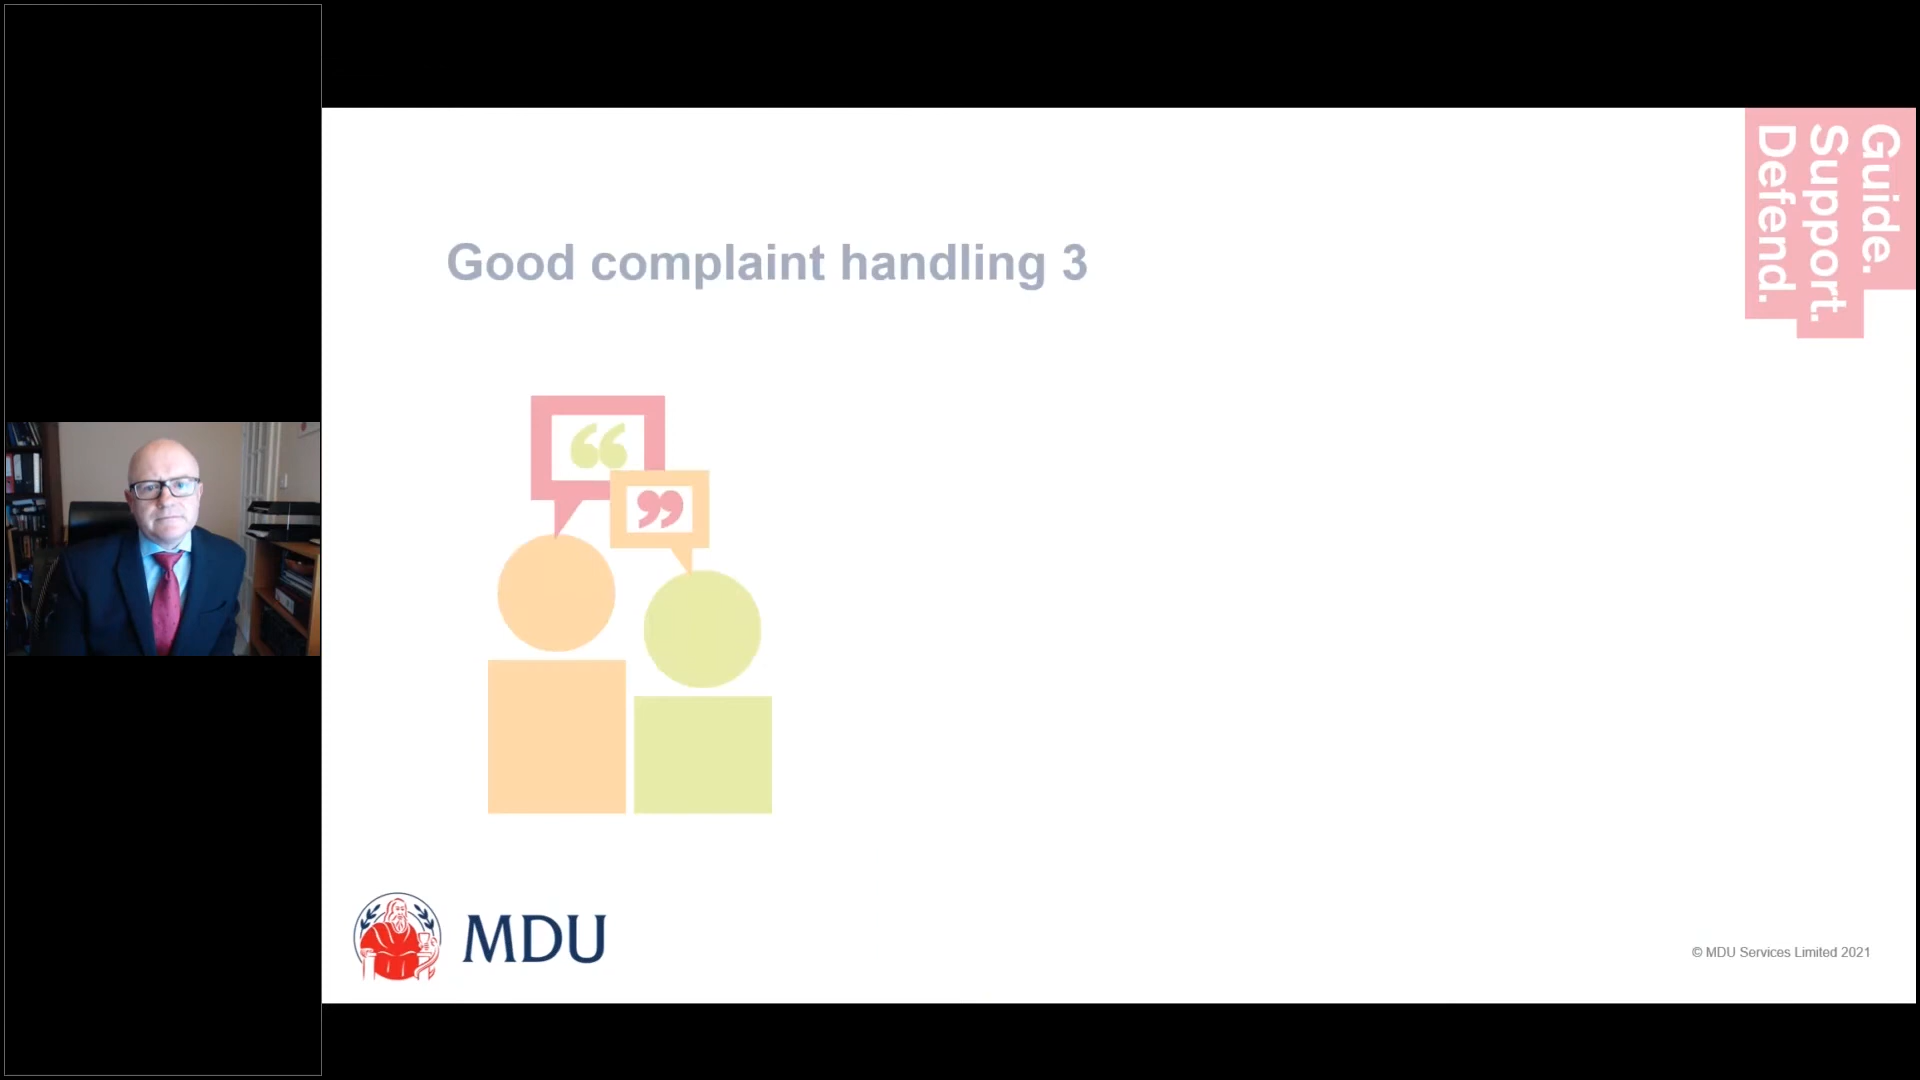 Guide.
Support.
Defend.
Good complaint handling 3
“
”
MDU
© MDU Services Limited 2021